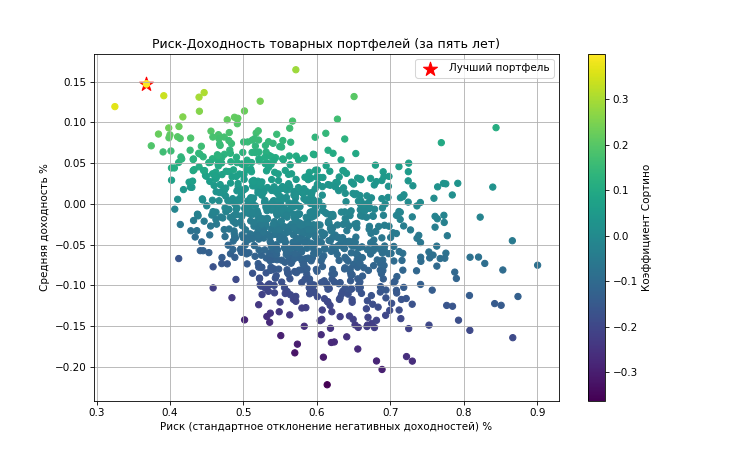 Риск-Доходность товарных портфелей (за пять лет)
Лучший портфель
Средняя доходность %
0.15
0.10
0.05
0.00
−0.05
−0.10
−0.15
−0.20
0.3 0.4 0.5 0.6 0.7 0.8 0.9
Риск (стандартное отклонение негативных доходностей) %
0.3
0.2
0.1
0.0
−0.1
−0.2
−0.3
Коэффициент Сортино